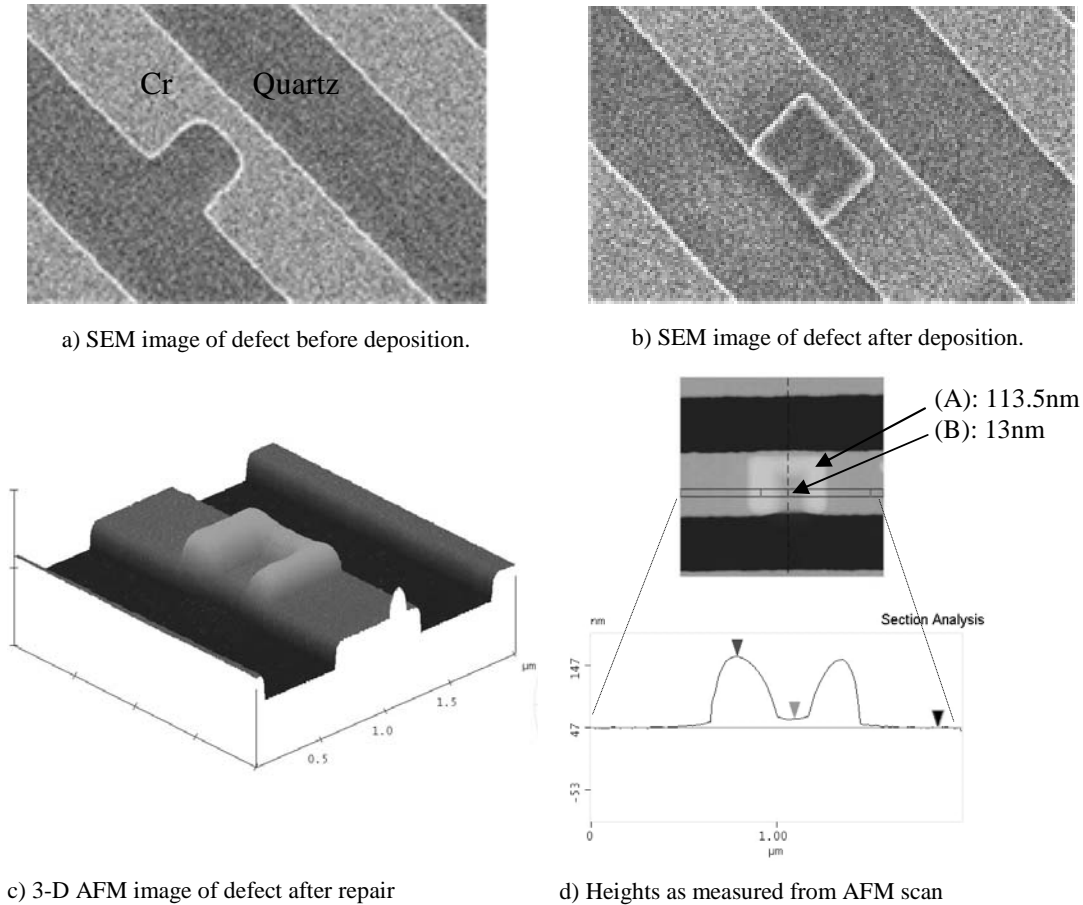 Cr
Quartz
a) SEM image of defect before deposition.
b) SEM image of defect after deposition.
(A): 113.5nm
(B): 13nm
µm
1.5
1.0
0.5
nm
Section Analysis
147
47
-53
0
1.00
µm
c) 3-D AFM image of defect after repair
d) Heights as measured from AFM scan